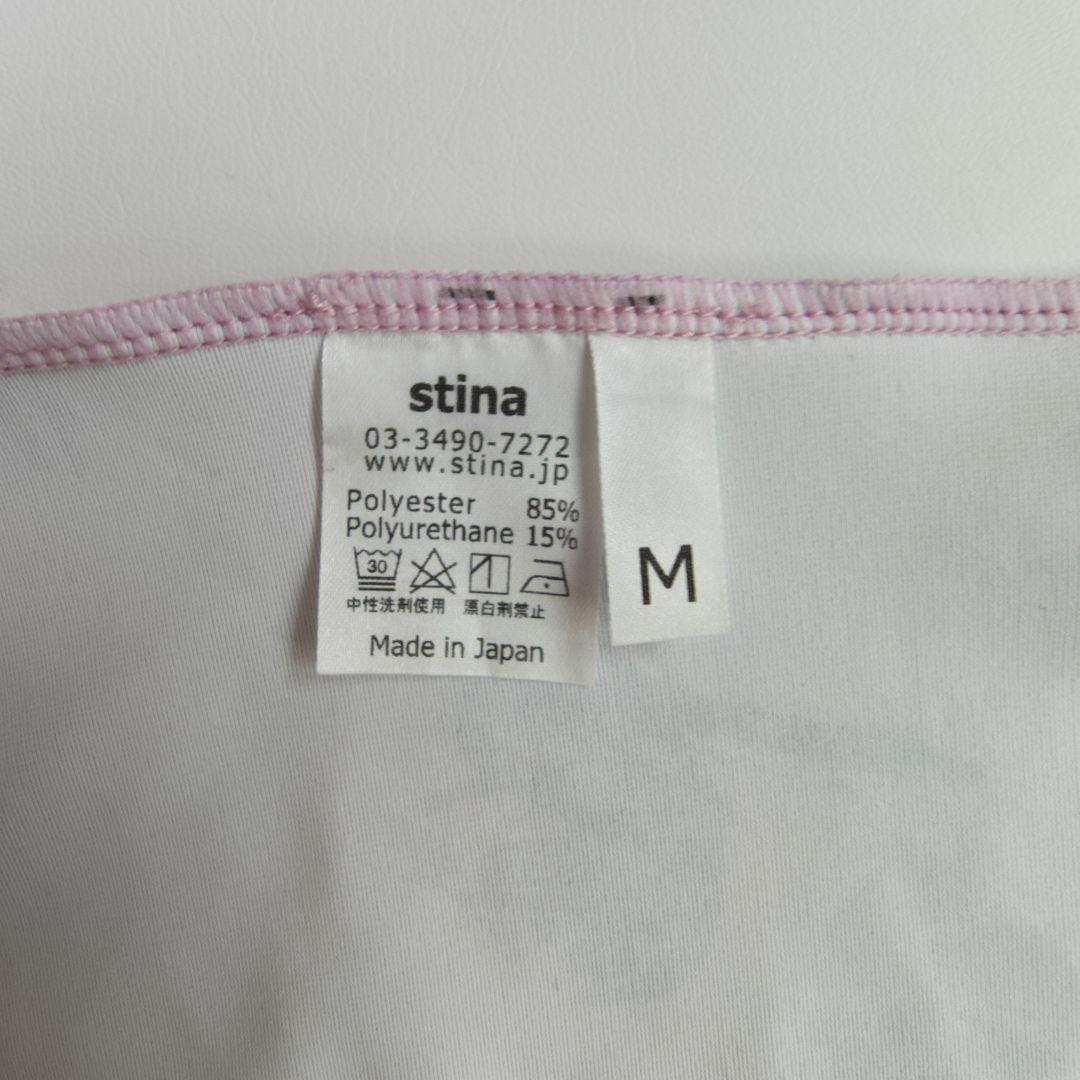 stina
03-3490-7272
www.stina.jp
Polyester 85%
Polyurethane 15%
30
中性洗剤使用 漂白剤禁止
Made in Japan
M